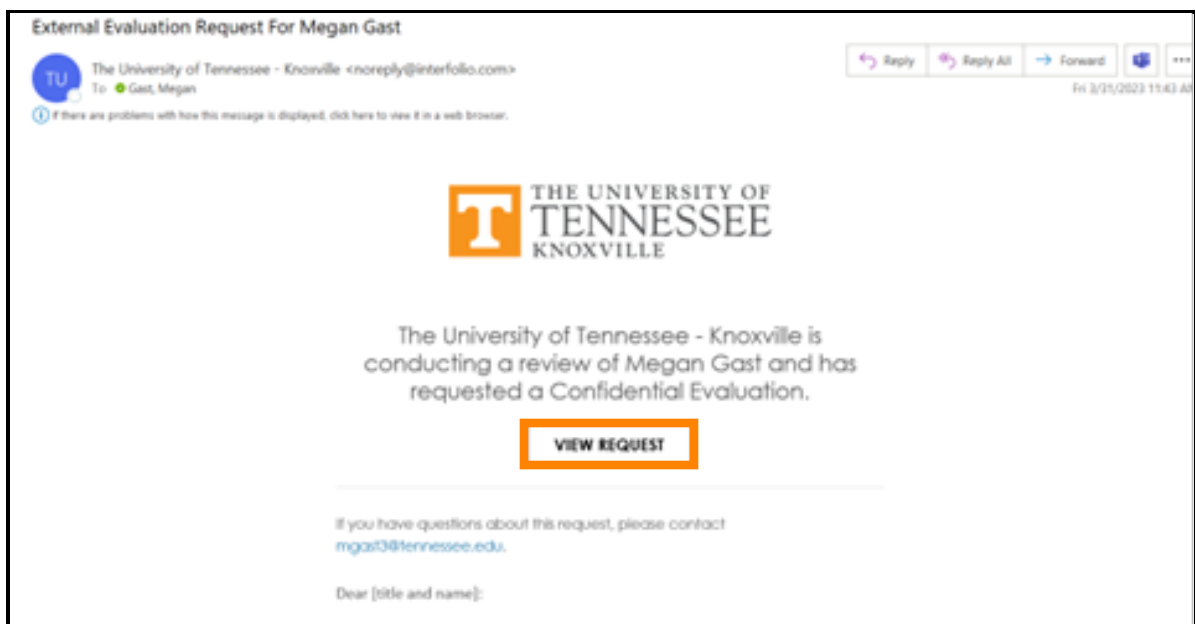 External Evaluation Request For Megan Gast
TU
The University of Tennessee - Knoxville <noreply@interfolio.com>
To Gast, Megan
Reply
Reply All
Forward
Fri 3/31/2023 11:43 AM
If there are problems with how this message is displayed, click here to view it in a web browser.
T
THE UNIVERSITY OF
TENNESSEE
KNOXVILLE
The University of Tennessee - Knoxville is
conducting a review of Megan Gast and has
requested a Confidential Evaluation.
VIEW REQUEST
If you have questions about this request, please contact
mgast3@tennessee.edu.
Dear [title and name]: